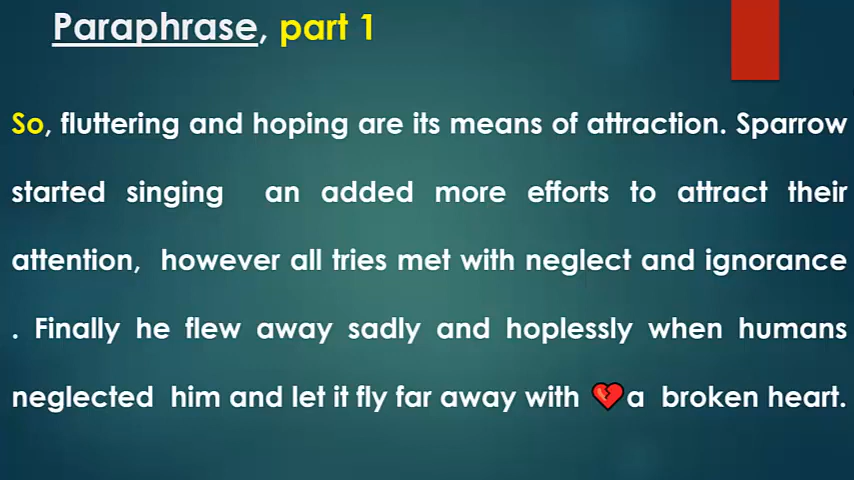 Paraphrase, part 1
So, fluttering and hoping are its means of attraction. Sparrow
started singing an added more efforts to attract their
attention, however all tries met with neglect and ignorance
. Finally he flew away sadly and hoplessly when humans
neglected him and let it fly far away with 💔a broken heart.